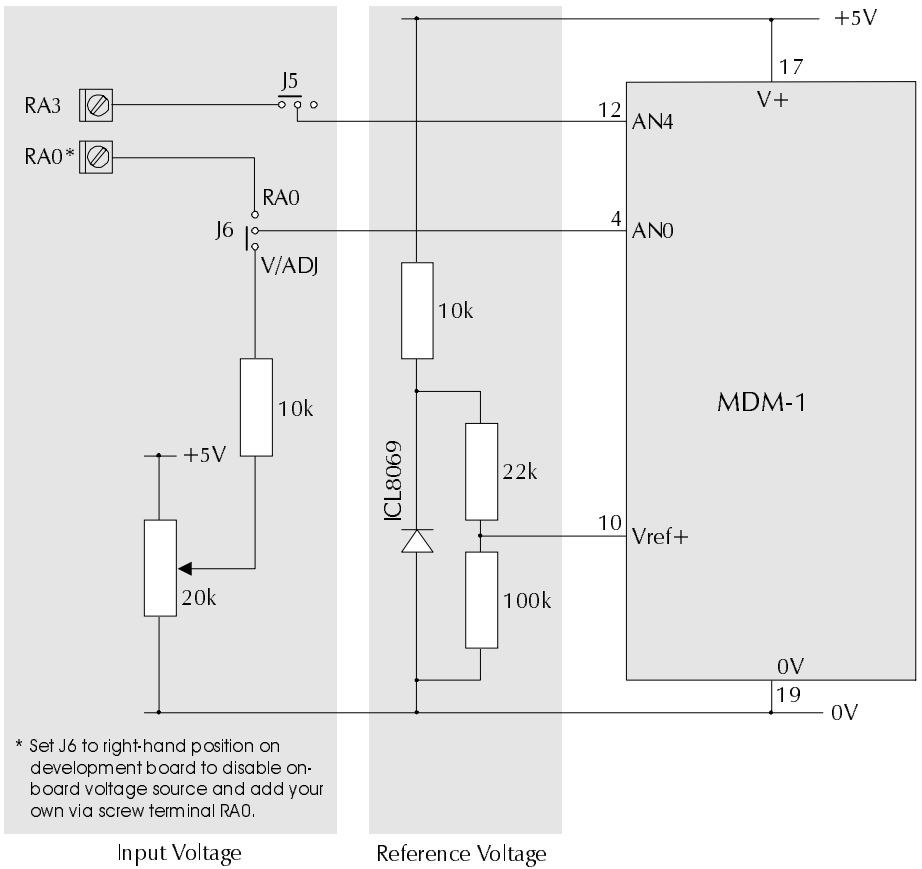 +5V
17
V+
J5
RA3
12
AN4
RA0*
RA0
J6
4
AN0
V/ADJ
10k
10k
MDM-1
+5V
ICL8069
22k
10
Vref+
20k
100k
0V
19
0V
* Set J6 to right-hand position on
development board to disable on-
board voltage source and add your
own via screw terminal RA0.
Input Voltage
Reference Voltage